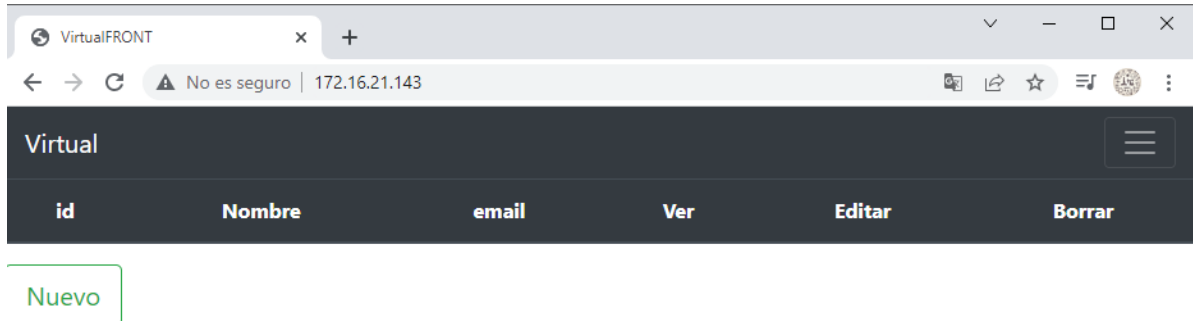 VirtualFRONT
No es seguro | 172.16.21.143
Virtual
id Nombre email Ver Editar Borrar
Nuevo